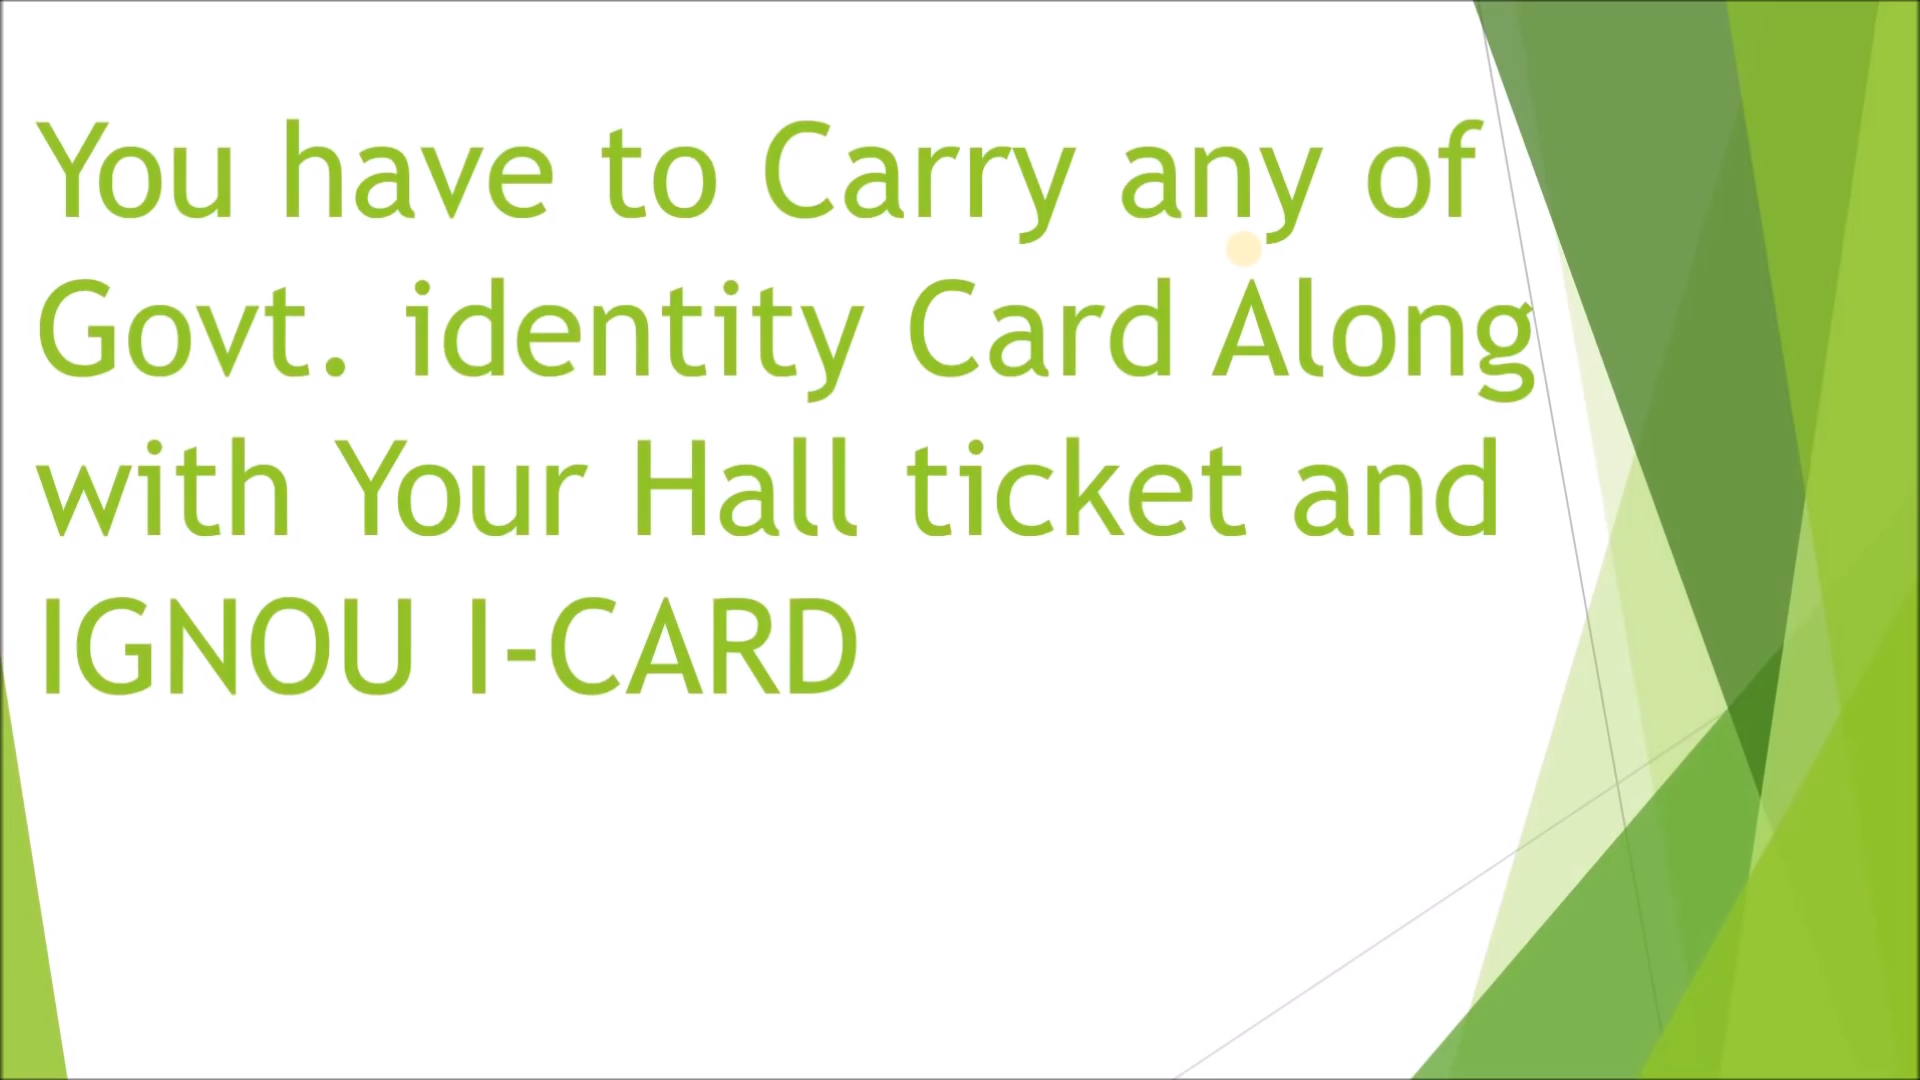 You have to Carry any of
Govt. identity Card Along
with Your Hall ticket and
IGNOU I-CARD